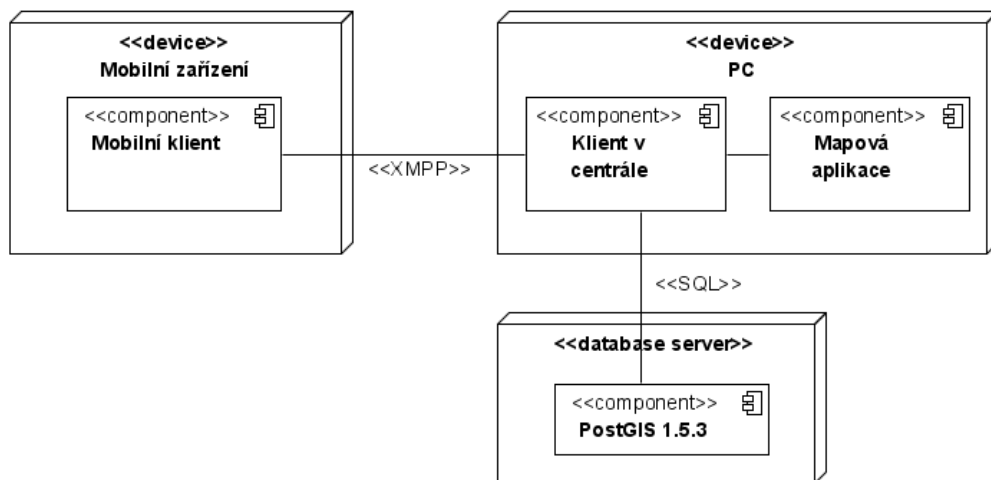 <<device>>
Mobilní zařízení
<<component>>
Mobilní klient
<<XMPP>>
<<device>>
PC
<<component>>
Klient v
centrále
<<component>>
Mapová
aplikace
<<SQL>>
<<database server>>
<<component>>
PostGIS 1.5.3